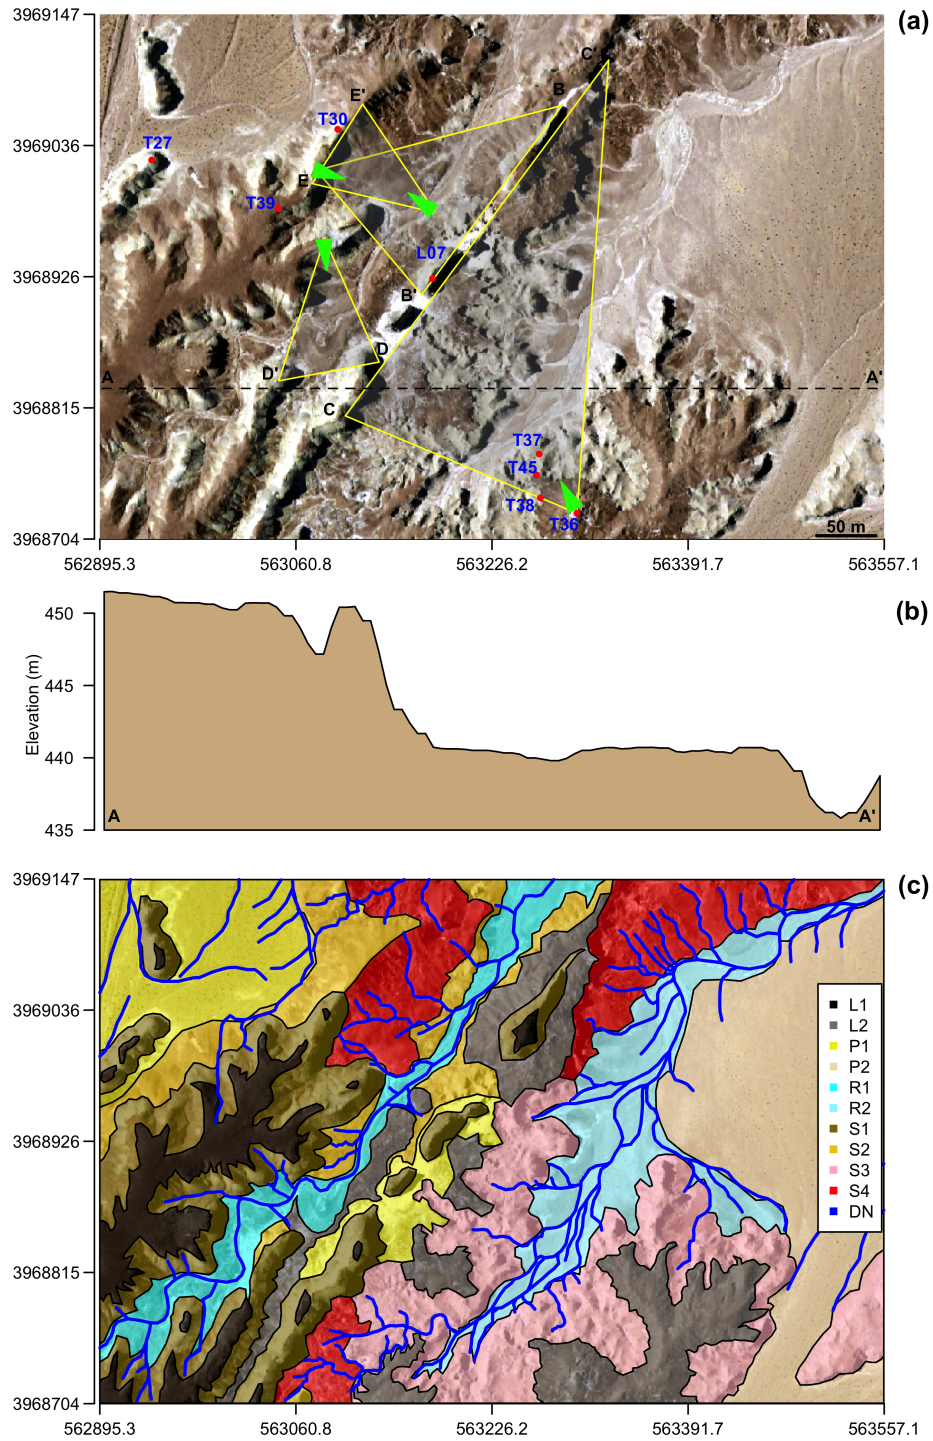 3969147
(a)
C'
B
E'
T30
3969036
T27
E
T39
L07
3968926
B'
D
D'
A
A'
3968815
C
T37
T45
T38
T36
50 m
3968704
562895.3 563060.8 563226.2 563391.7 563557.1
(b)
450
445
440
435
Elevation (m)
A
A'
3969147
(c)
3969036
L1
L2
P1
P2
R1
R2
S1
S2
S3
S4
DN
3968926
3968815
3968704
562895.3 563060.8 563226.2 563391.7 563557.1